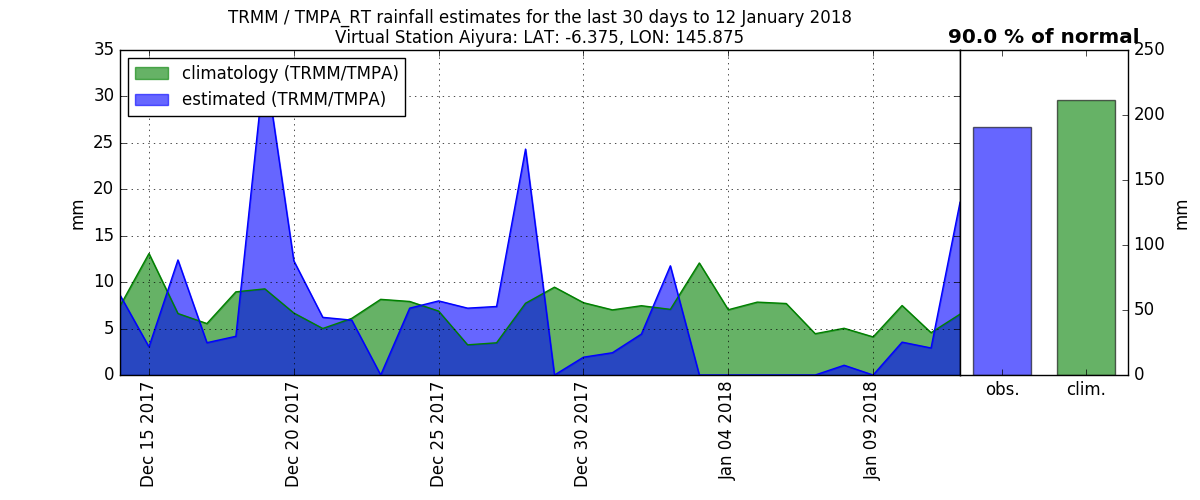 TRMM / TMPA_RT rainfall estimates for the last 30 days to 12 January 2018
Virtual Station Aiyura: LAT: -6.375, LON: 145.875
90.0 % of normal
climatology (TRMM/TMPA)
estimated (TRMM/TMPA)
35
30
25
20
15
10
5
0
mm
Dec 15 2017
Dec 20 2017
Dec 25 2017
Dec 30 2017
Jan 04 2018
Jan 09 2018
obs.
clim.
250
200
150
100
50
0
mm